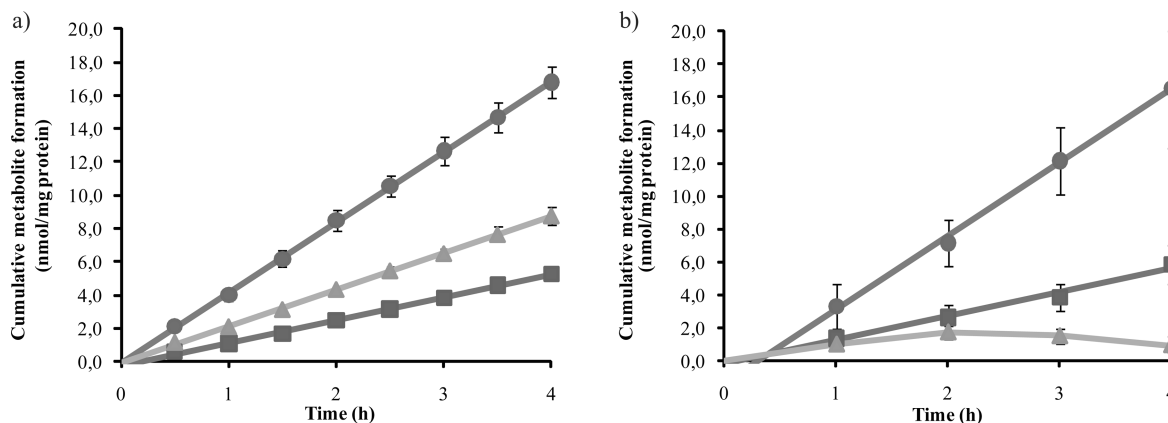 a)
Cumulative metabolite formation
(nmol/mg protein)
20,0
18,0
16,0
14,0
12,0
10,0
8,0
6,0
4,0
2,0
0,0
0 1 2 3 4
Time (h)
b)
Cumulative metabolite formation
(nmol/mg protein)
20,0
18,0
16,0
14,0
12,0
10,0
8,0
6,0
4,0
2,0
0,0
0 1 2 3 4
Time (h)